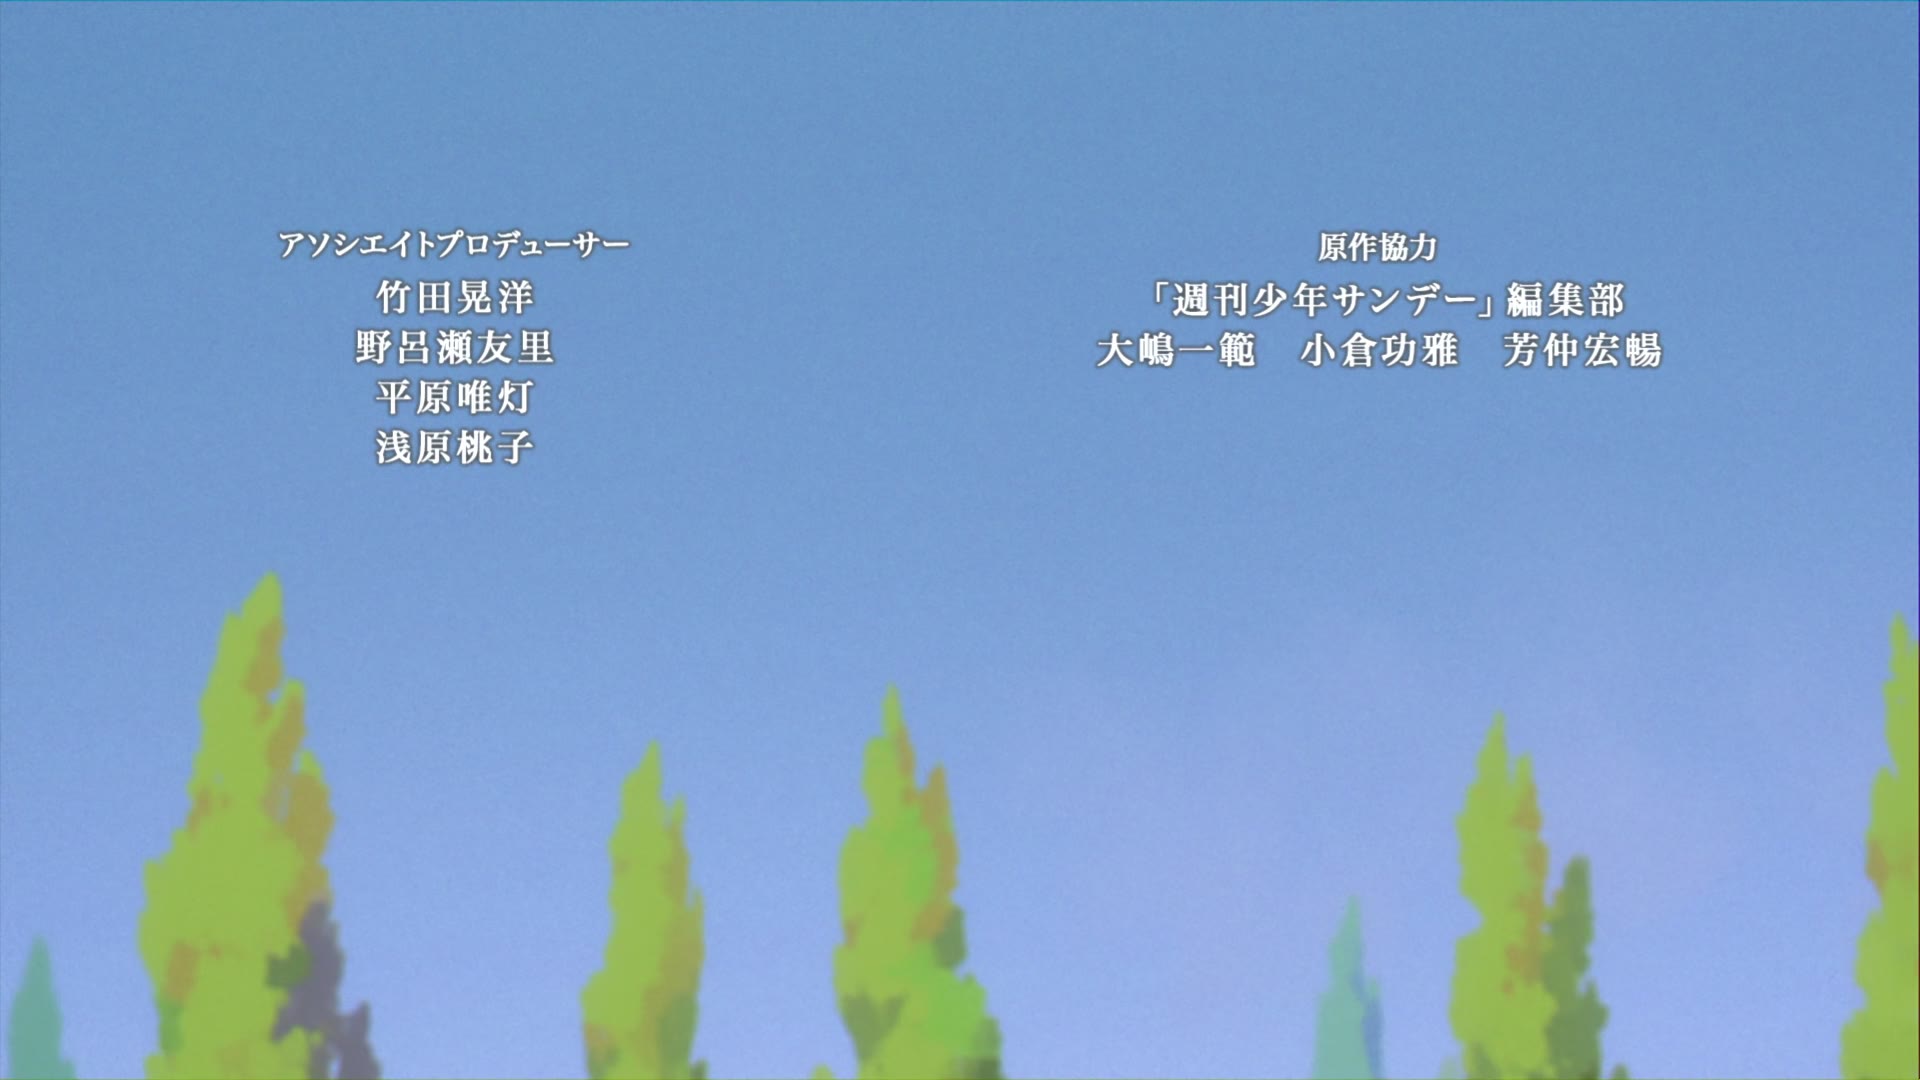 アソシエイトプロデューサー
竹田晃洋
野呂瀬友里
平原唯灯
浅原桃子
原作協力
「週刊少年サンデー」編集部
大嶋一範　小倉功雅　芳仲宏暢